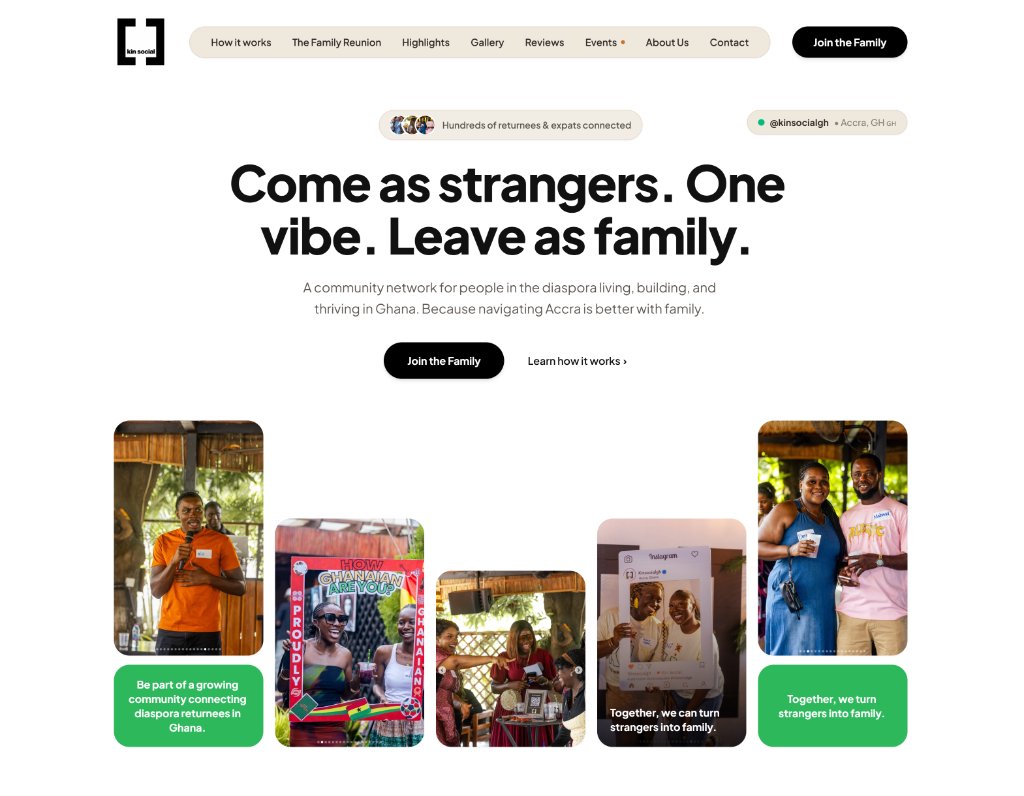 kin social
How it works
The Family Reunion
Highlights
Gallery
Reviews
Events
About Us
Contact
Join the Family
Hundreds of returnees & expats connected
@kinsocialgh • Accra, GH GH
Come as strangers. One
vibe. Leave as family.
A community network for people in the diaspora living, building, and
thriving in Ghana. Because navigating Accra is better with family.
Join the Family
Learn how it works ›
HOW
GHANAIAN
ARE YOU?
PROUDLY
GHANAIAN
Instagram
Kinsocialgh
Together, we can turn
strangers into family.
Be part of a growing
community connecting
diaspora returnees in
Ghana.
Together, we turn
strangers into family.